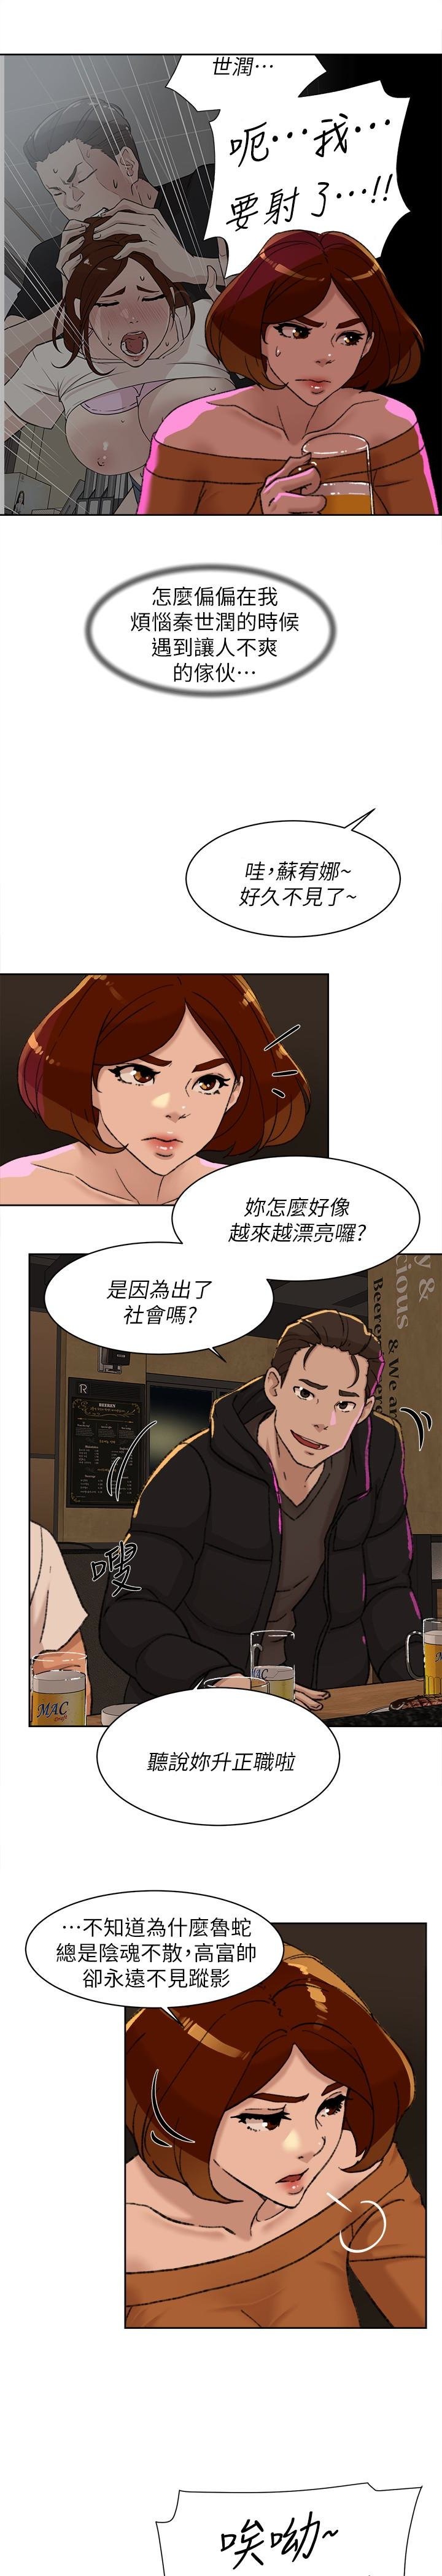 世潤…
呃…我…
要射了…!!
怎麼偏偏在我
煩惱秦世潤的時候
遇到讓人不爽
的傢伙…
哇,蘇宥娜~
好久不見了~
妳怎麼好像
越來越漂亮囉?
是因為出了
社會嗎?
BEEREY
嗖
MAC
聽說妳升正職啦
…不知道為什麼魯蛇
總是陰魂不散,高富帥
卻永遠不見蹤影
唉呦~